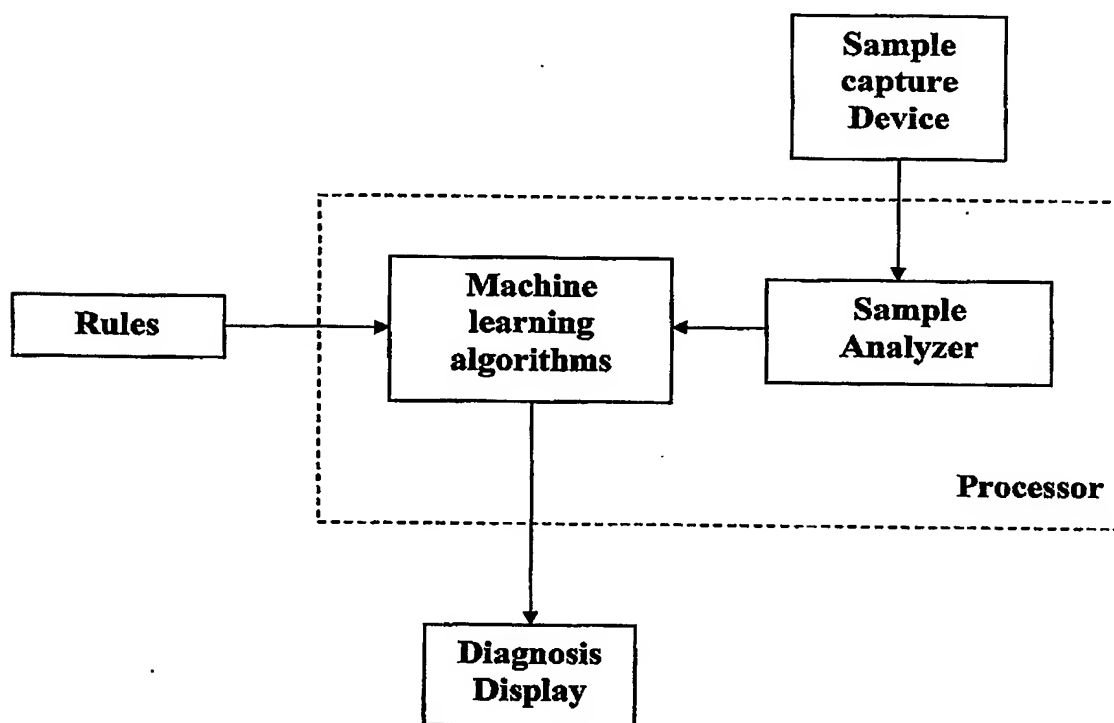 Sample
capture
Device
Rules
Machine
learning
algorithms
Sample
Analyzer
Processor
Diagnosis
Display